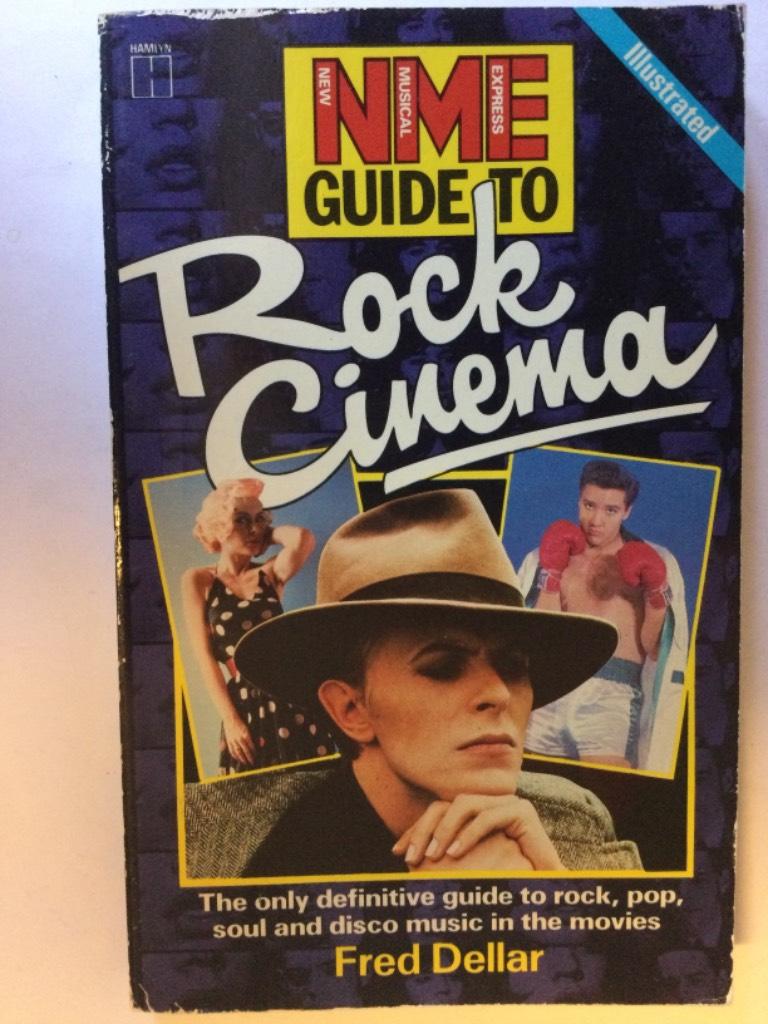 HAMLYN
H
Illustrated
NEW MUSICAL EXPRESS
NME
GUIDE TO
Rock
Cinema
The only definitive guide to rock, pop,
soul and disco music in the movies
Fred Dellar